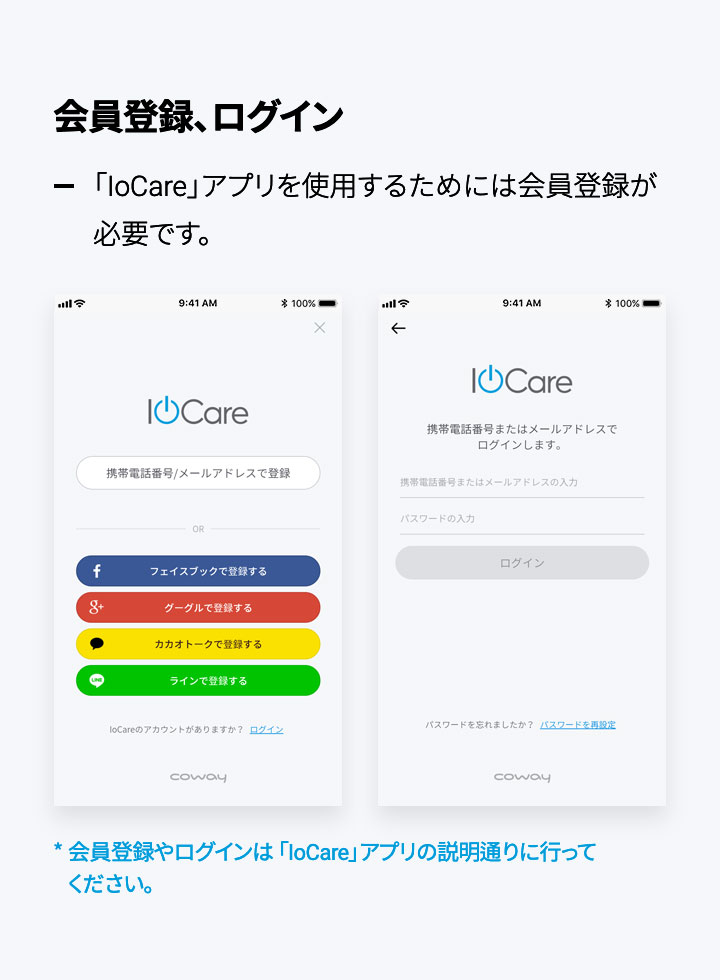 会員登録、ログイン
ー 「IoCare」アプリを使用するためには会員登録が
必要です。
9:41 AM 100%
IoCare
携帯電話番号/メールアドレスで登録
OR
フェイスブックで登録する
g+ グーグルで登録する
カカオトークで登録する
LINE ラインで登録する
IoCareのアカウントがありますか？ ログイン
coway
9:41 AM 100%
IoCare
携帯電話番号またはメールアドレスで
ログインします。
携帯電話番号またはメールアドレスの入力
パスワードの入力
ログイン
パスワードを忘れましたか？ パスワードを再設定
coway
* 会員登録やログインは「IoCare」アプリの説明通りに行って
ください。